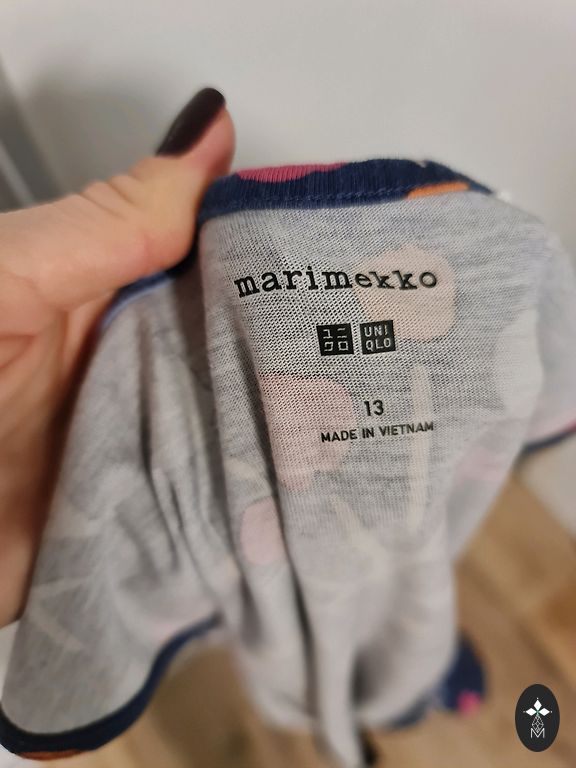 marimekko
ユニ UNI
クロ QLO
13
MADE IN VIETNAM
M